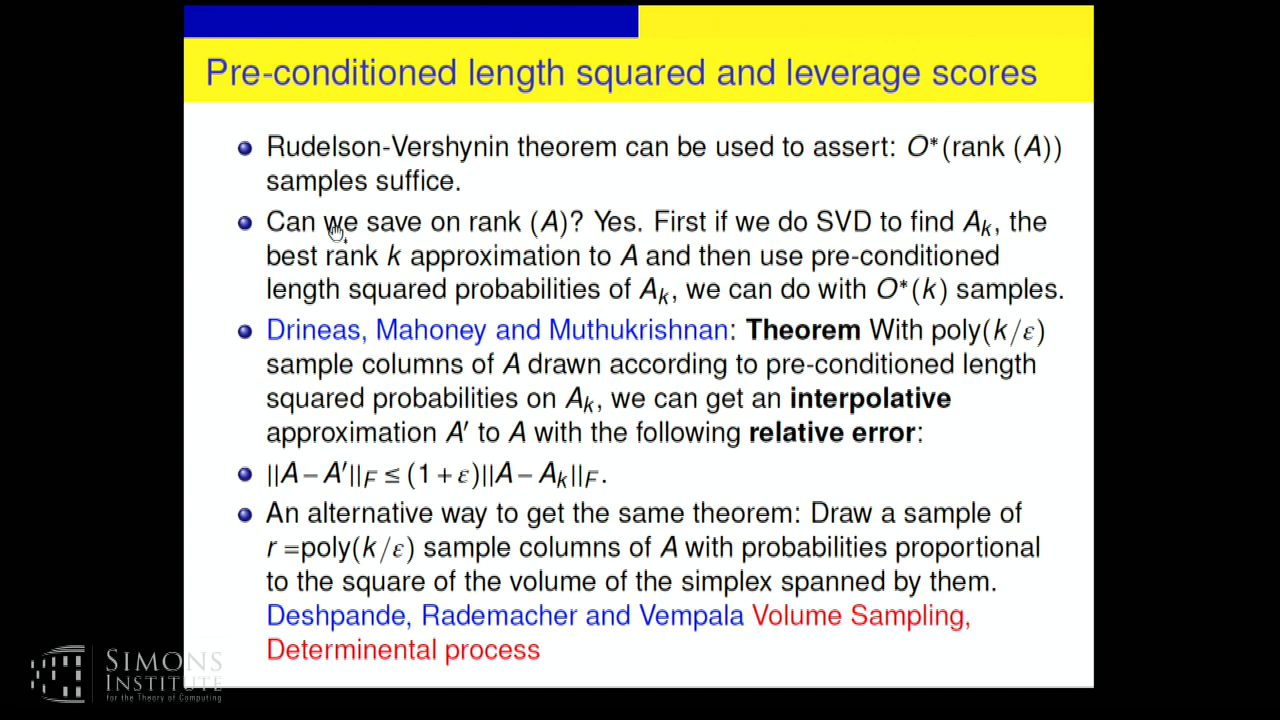 Pre-conditioned length squared and leverage scores
Rudelson-Vershynin theorem can be used to assert: O*(rank (A))
samples suffice.
Can we save on rank (A)? Yes. First if we do SVD to find Aₖ, the
best rank k approximation to A and then use pre-conditioned
length squared probabilities of Aₖ, we can do with O*(k) samples.
Drineas, Mahoney and Muthukrishnan: Theorem With poly(k/ε)
sample columns of A drawn according to pre-conditioned length
squared probabilities on Aₖ, we can get an interpolative
approximation A′ to A with the following relative error:
||A − A′||F ≤ (1 + ε)||A − Aₖ||F.
An alternative way to get the same theorem: Draw a sample of
r =poly(k/ε) sample columns of A with probabilities proportional
to the square of the volume of the simplex spanned by them.
Deshpande, Rademacher and Vempala Volume Sampling,
Determinental process
SIMONS
INSTITUTE
for the Theory of Computing